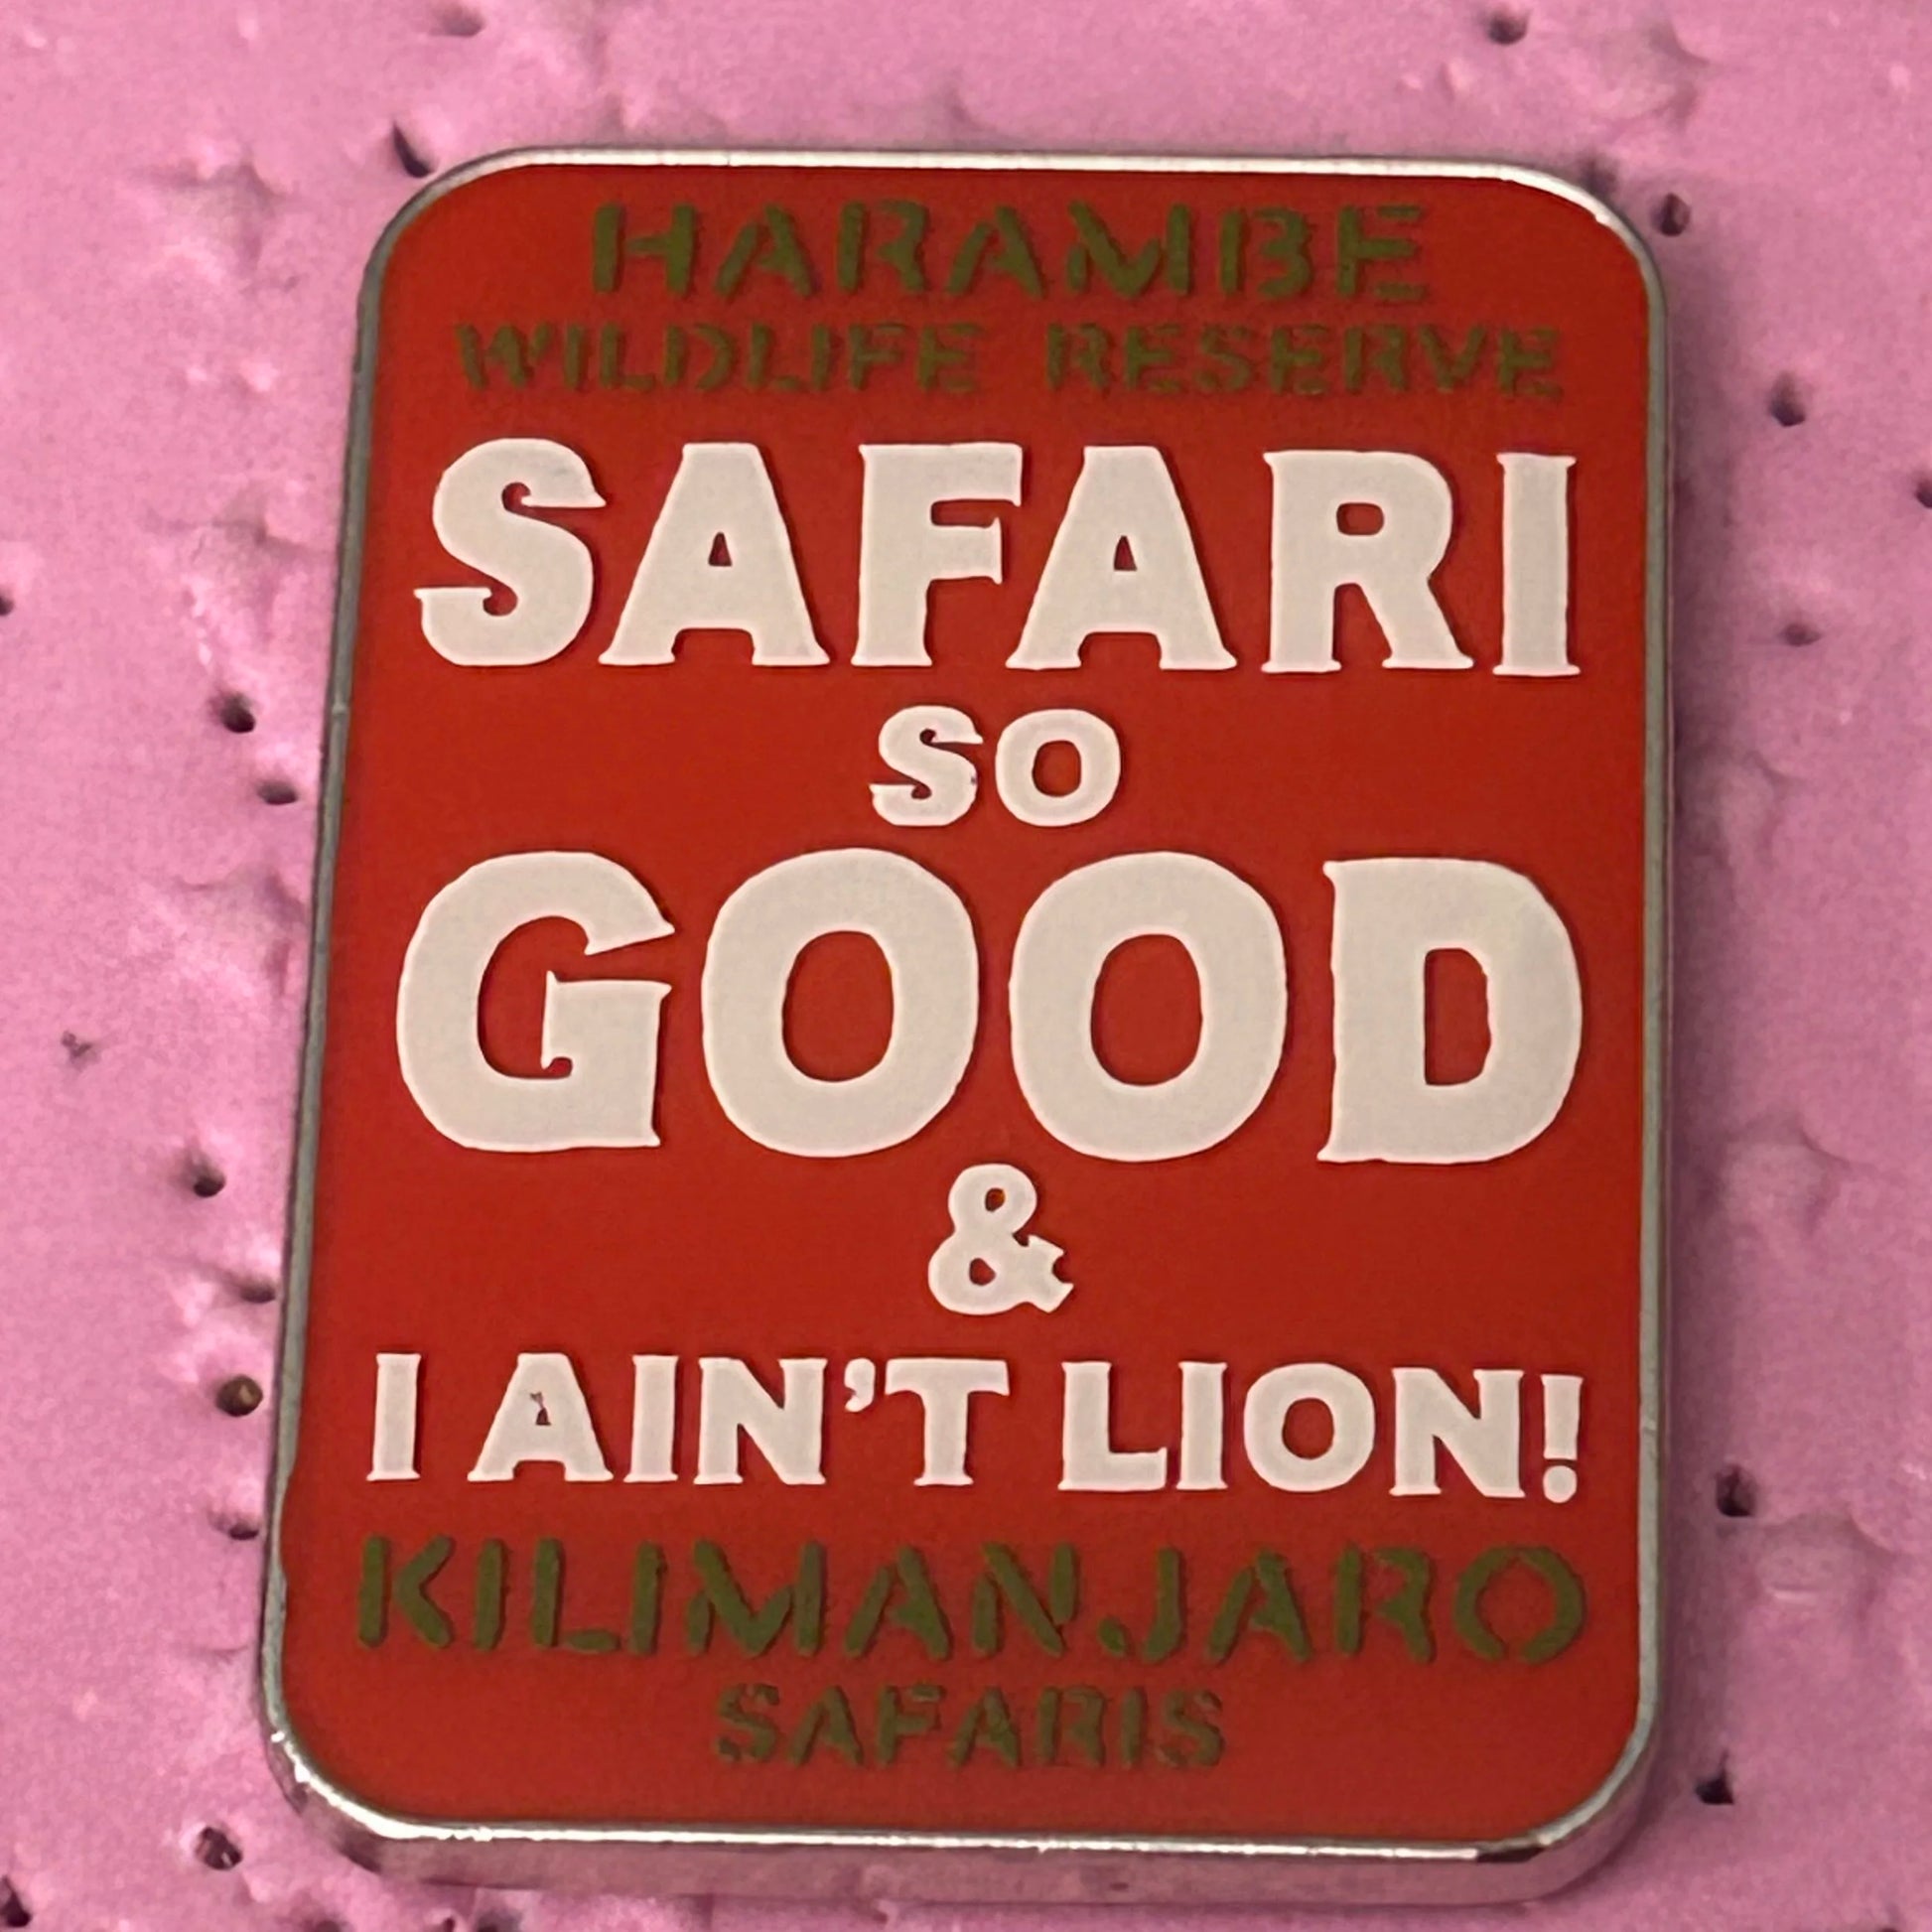 HARAMBE
WILDLIFE RESERVE
SAFARI
SO
GOOD
&
I AIN'T LION!
KILIMANJARO
SAFARIS